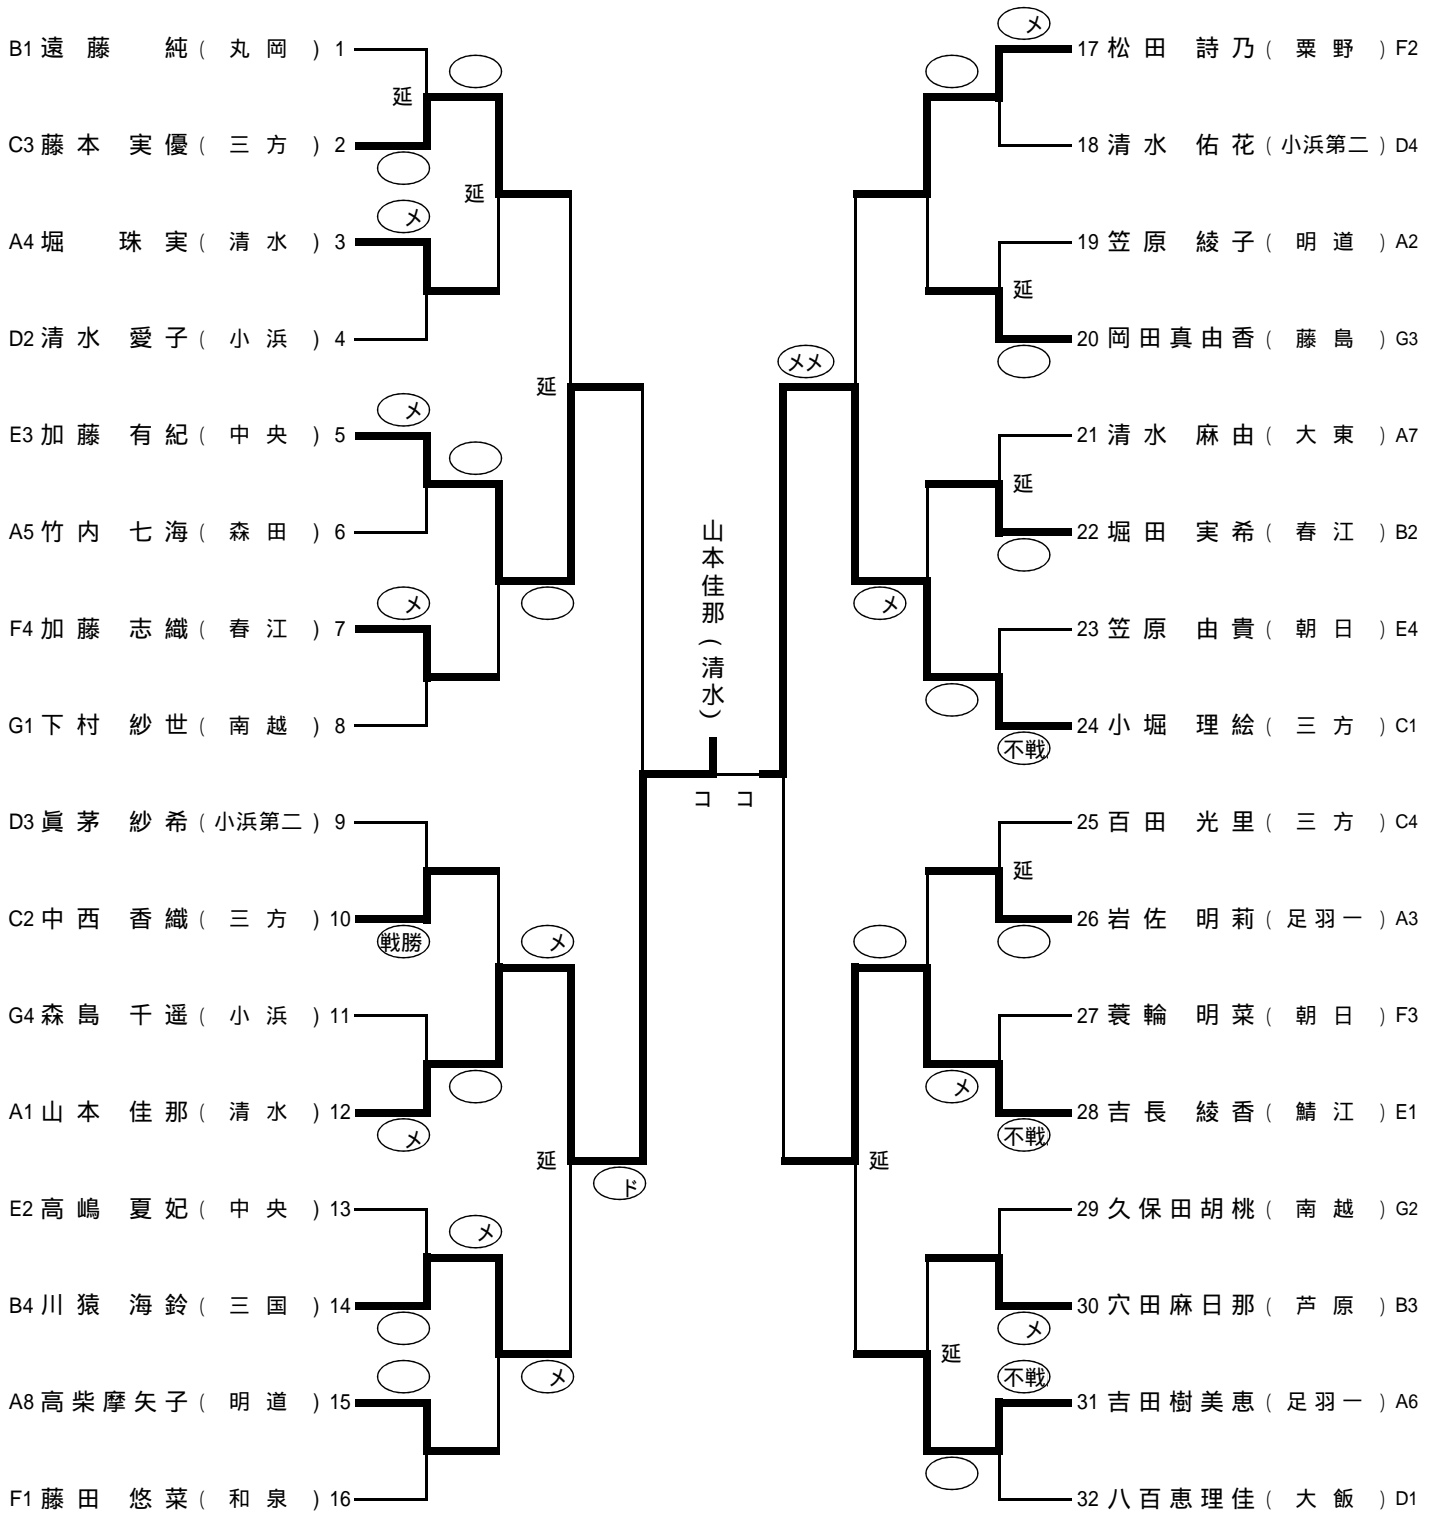 メ
B1 遠藤 純 ( 丸岡 ) 1
17 松田 詩乃 ( 粟野 ) F2
延
C3 藤本 実優 ( 三方 ) 2
18 清水 佑花 ( 小浜第二 ) D4
延
メ
A4 堀 珠実 ( 清水 ) 3
19 笠原 綾子 ( 明道 ) A2
延
D2 清水 愛子 ( 小浜 ) 4
20 岡田真由香 ( 藤島 ) G3
メメ
延
メ
E3 加藤 有紀 ( 中央 ) 5
21 清水 麻由 ( 大東 ) A7
延
A5 竹内 七海 ( 森田 ) 6
22 堀田 実希 ( 春江 ) B2
山本佳那(清水)
メ
メ
F4 加藤 志織 ( 春江 ) 7
23 笠原 由貴 ( 朝日 ) E4
G1 下村 紗世 ( 南越 ) 8
24 小堀 理絵 ( 三方 ) C1
不戦
コ コ
D3 眞茅 紗希 ( 小浜第二 ) 9
25 百田 光里 ( 三方 ) C4
延
C2 中西 香織 ( 三方 ) 10
26 岩佐 明莉 ( 足羽一 ) A3
戦勝
メ
G4 森島 千遥 ( 小浜 ) 11
27 蓑輪 明菜 ( 朝日 ) F3
メ
A1 山本 佳那 ( 清水 ) 12
28 吉長 綾香 ( 鯖江 ) E1
メ
不戦
延
延
ド
E2 高嶋 夏妃 ( 中央 ) 13
29 久保田胡桃 ( 南越 ) G2
メ
B4 川猿 海鈴 ( 三国 ) 14
30 穴田麻日那 ( 芦原 ) B3
メ
延
メ
不戦
A8 高柴摩矢子 ( 明道 ) 15
31 吉田樹美恵 ( 足羽一 ) A6
F1 藤田 悠菜 ( 和泉 ) 16
32 八百恵理佳 ( 大飯 ) D1